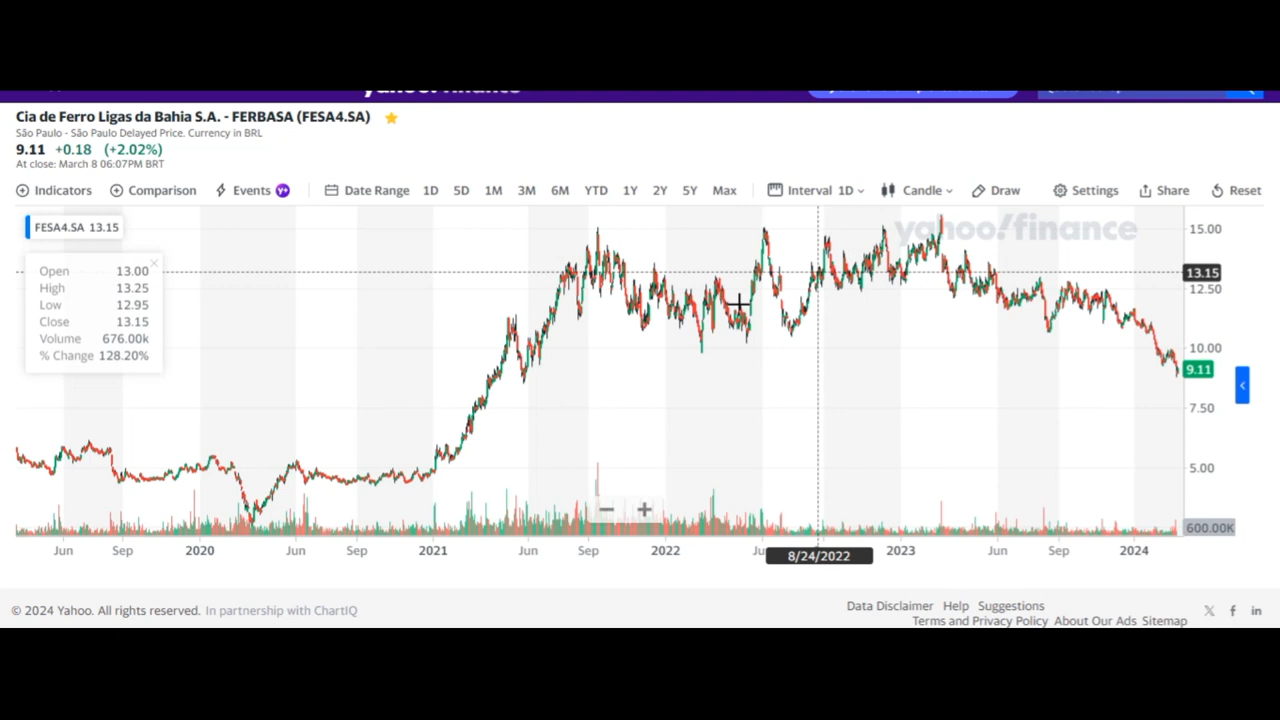 yahoo! finance
Cia de Ferro Ligas da Bahia S.A. - FERBASA (FESA4.SA)
São Paulo - São Paulo Delayed Price. Currency in BRL
9.11 +0.18 (+2.02%)
At close: March 8 06:07PM BRT
Indicators Comparison Events Y+ Date Range 1D 5D 1M 3M 6M YTD 1Y 2Y 5Y Max Interval 1D Candle Draw Settings Share Reset
FESA4.SA 13.15
yahoo!finance
15.00
Open 13.00
13.15
High 13.25
12.50
Low 12.95
Close 13.15
Volume 676.00k
10.00
% Change 128.20%
9.11
7.50
5.00
600.00K
Jun Sep 2020 Jun Sep 2021 Jun Sep 2022 8/24/2022 2023 Jun Sep 2024
© 2024 Yahoo. All rights reserved. In partnership with ChartIQ
Data Disclaimer Help Suggestions
Terms and Privacy Policy About Our Ads Sitemap